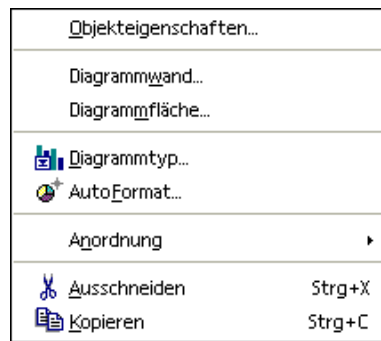 Objekteigenschaften...
Diagrammwand...
Diagrammfläche...
Diagrammtyp...
AutoFormat...
Anordnung
Ausschneiden Strg+X
Kopieren Strg+C